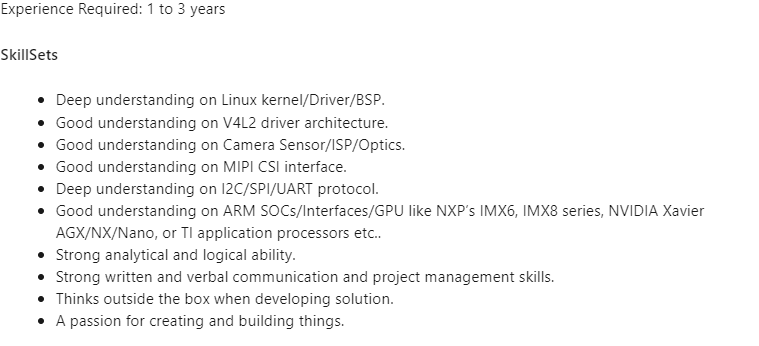 Experience Required: 1 to 3 years
SkillSets
• Deep understanding on Linux kernel/Driver/BSP.
• Good understanding on V4L2 driver architecture.
• Good understanding on Camera Sensor/ISP/Optics.
• Good understanding on MIPI CSI interface.
• Deep understanding on I2C/SPI/UART protocol.
• Good understanding on ARM SOCs/Interfaces/GPU like NXP's IMX6, IMX8 series, NVIDIA Xavier
AGX/NX/Nano, or TI application processors etc..
• Strong analytical and logical ability.
• Strong written and verbal communication and project management skills.
• Thinks outside the box when developing solution.
• A passion for creating and building things.